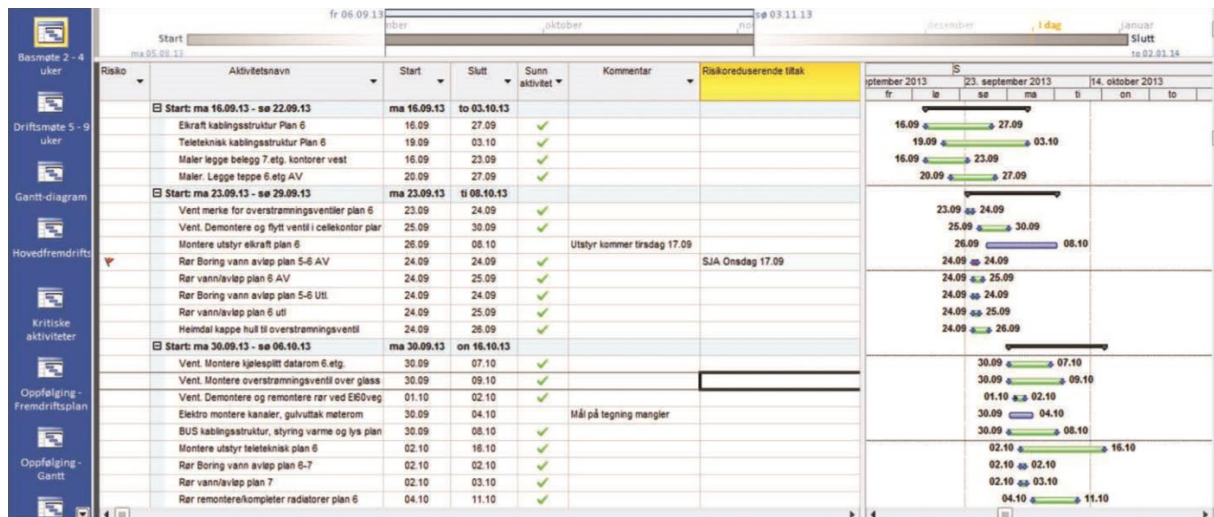 fr 06.09.13
sø 03.11.13
mber
oktober
no
desember
I dag
januar
Start
Slutt
ma 05.08.13
to 02.01.14
Basmøte 2 - 4
uker
Driftsmøte 5 - 9
uker
Gantt-diagram
Hovedfremdrifts
Kritiske
aktiviteter
Oppfølging -
Fremdriftsplan
Oppfølging -
Gantt
Risiko Aktivitetsnavn Start Slutt Sunn aktivitet Kommentar Risikoreduserende tiltak
S
ptember 2013 23. september 2013 14. oktober 2013
fr lø sø ma ti on to
Start: ma 16.09.13 - sø 22.09.13 ma 16.09.13 to 03.10.13
Elkraft kablingsstruktur Plan 6 16.09 27.09 16.09 27.09
Teleteknisk kablingsstruktur Plan 6 19.09 03.10 19.09 03.10
Maler legge belegg 7.etg. kontorer vest 16.09 23.09 16.09 23.09
Maler. Legge teppe 6.etg AV 20.09 27.09 20.09 27.09
Start: ma 23.09.13 - sø 29.09.13 ma 23.09.13 ti 08.10.13
Vent merke for overstrømningsventiler plan 6 23.09 24.09 23.09 24.09
Vent. Demontere og flytt ventil i cellekontor plar 25.09 30.09 25.09 30.09
Montere utstyr elkraft plan 6 26.09 08.10 Utstyr kommer tirsdag 17.09 26.09 08.10
Rør Boring vann avløp plan 5-6 AV 24.09 24.09 SJA Onsdag 17.09 24.09 24.09
Rør vann/avløp plan 6 AV 24.09 25.09 24.09 25.09
Rør Boring vann avløp plan 5-6 Utl. 24.09 24.09 24.09 24.09
Rør vann/avløp plan 6 utl 24.09 25.09 24.09 25.09
Heimdal kappe hull til overstrømningsventil 24.09 26.09 24.09 26.09
Start: ma 30.09.13 - sø 06.10.13 ma 30.09.13 on 16.10.13
Vent. Montere kjølesplitt datarom 6.etg. 30.09 07.10 30.09 07.10
Vent. Montere overstrømningsventil over glass 30.09 09.10 30.09 09.10
Vent. Demontere og remontere rør ved EI60veg 01.10 02.10 01.10 02.10
Elektro montere kanaler, gulvuttak møterom 30.09 04.10 Mål på tegning mangler 30.09 04.10
BUS kablingsstruktur, styring varme og lys plan 30.09 08.10 30.09 08.10
Montere utstyr teleteknisk plan 6 02.10 16.10 02.10 16.10
Rør Boring vann avløp plan 6-7 02.10 02.10 02.10 02.10
Rør vann/avløp plan 7 02.10 03.10 02.10 03.10
Rør remontere/kompleter radiatorer plan 6 04.10 11.10 04.10 11.10